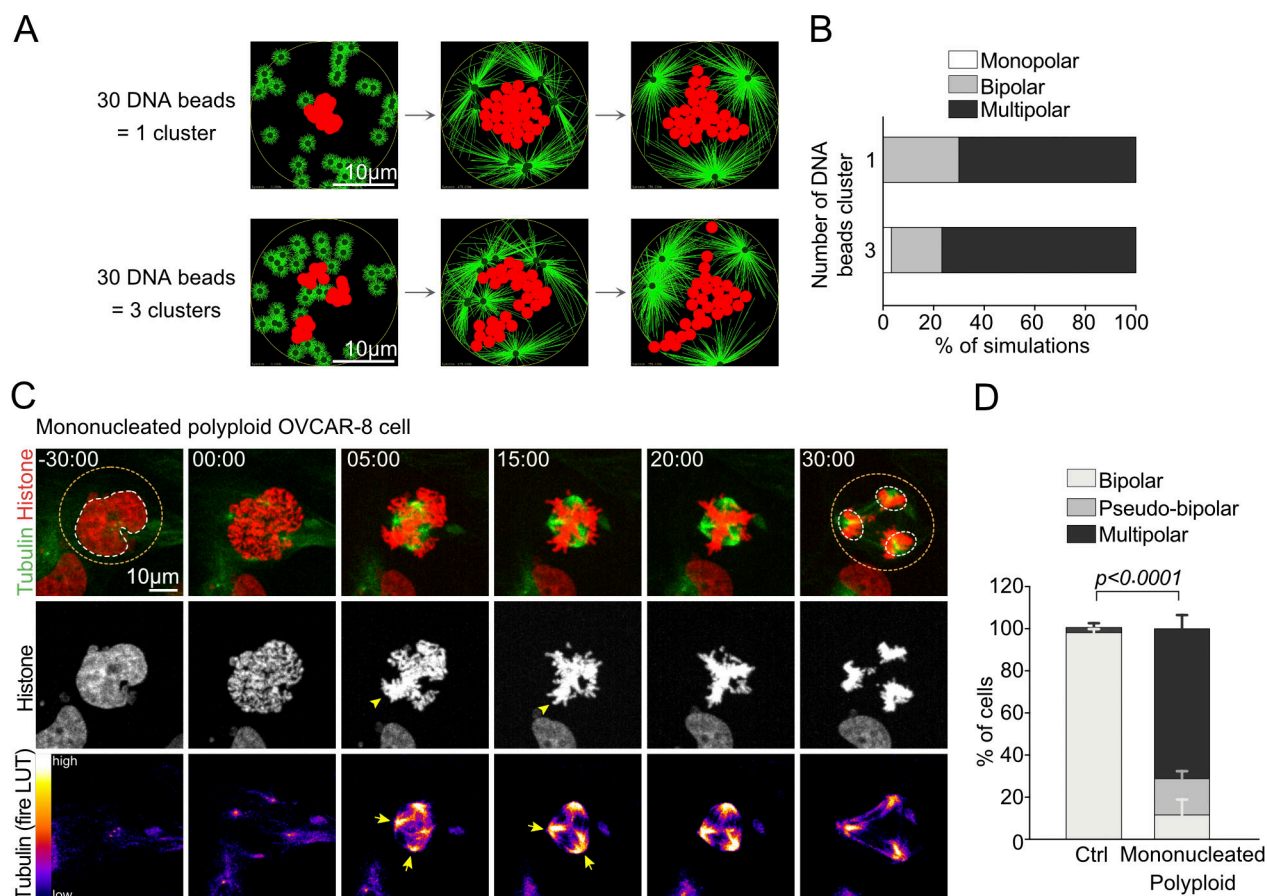 A
30 DNA beads
= 1 cluster
10µm
30 DNA beads
= 3 clusters
10µm
B
Monopolar
Bipolar
Multipolar
Number of DNA
beads cluster
1
3
0 20 40 60 80 100
% of simulations
C
Mononucleated polyploid OVCAR-8 cell
Tubulin Histone
-30:00 00:00 05:00 15:00 20:00 30:00
10µm
Histone
Tubulin (fire LUT)
high
low
D
Bipolar
Pseudo-bipolar
Multipolar
p<0.0001
% of cells
120
100
80
60
40
20
0
Ctrl Mononucleated
Polyploid